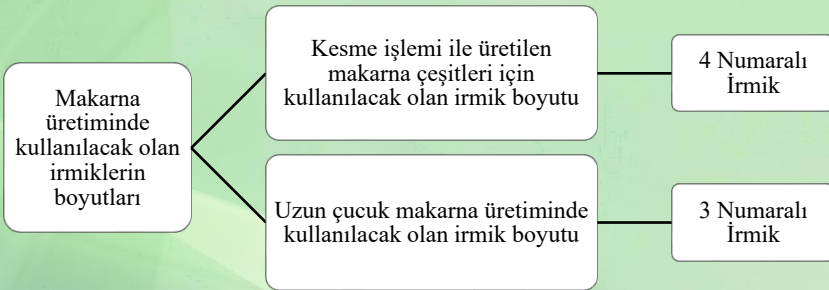 Makarna
üretiminde
kullanılacak olan
irmiklerin
boyutları
Kesme işlemi ile üretilen
makarna çeşitleri için
kullanılacak olan irmik boyutu
4 Numaralı
İrmik
Uzun çucuk makarna üretiminde
kullanılacak olan irmik boyutu
3 Numaralı
İrmik